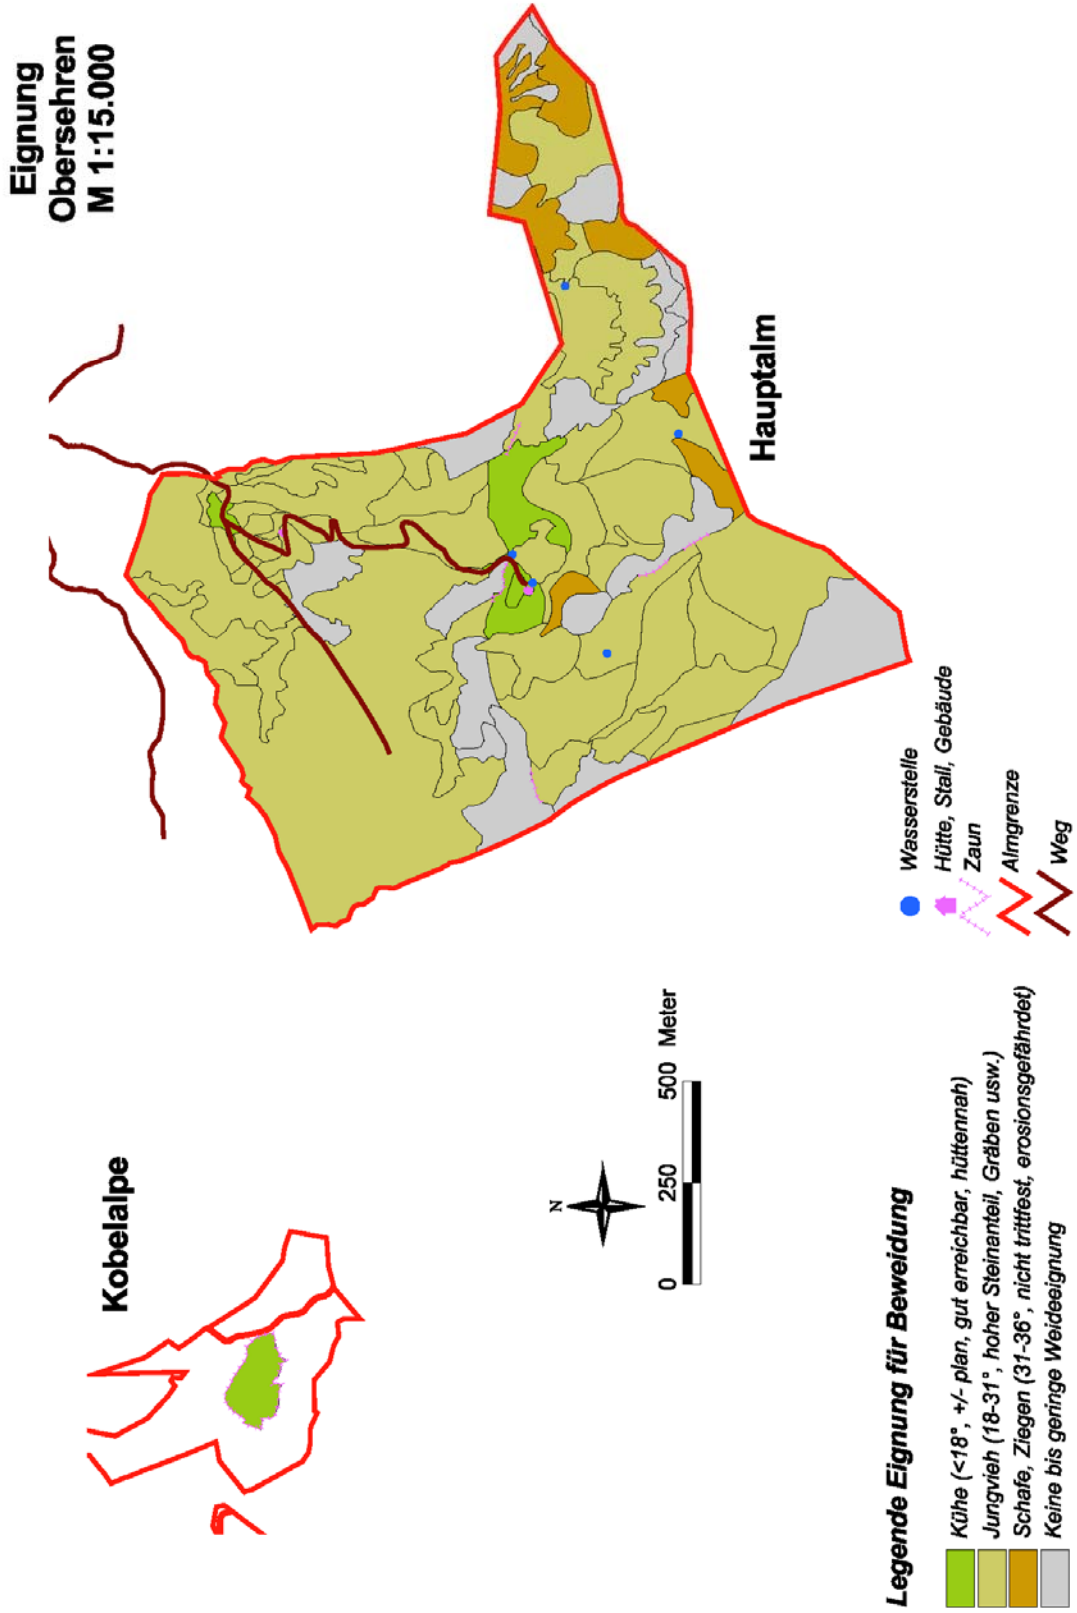 Eignung
Obersehren
M 1:15.000
Kobelalpe
Hauptalm
N
0 250 500 Meter
Legende Eignung für Beweidung
Kühe (<18°, +/- plan, gut erreichbar, hüttennah)
Jungvieh (18-31°, hoher Steinanteil, Gräben usw.)
Schafe, Ziegen (31-36°, nicht trittfest, erosionsgefährdet)
Keine bis geringe Weideeignung
Wasserstelle
Hütte, Stall, Gebäude
Zaun
Almgrenze
Weg